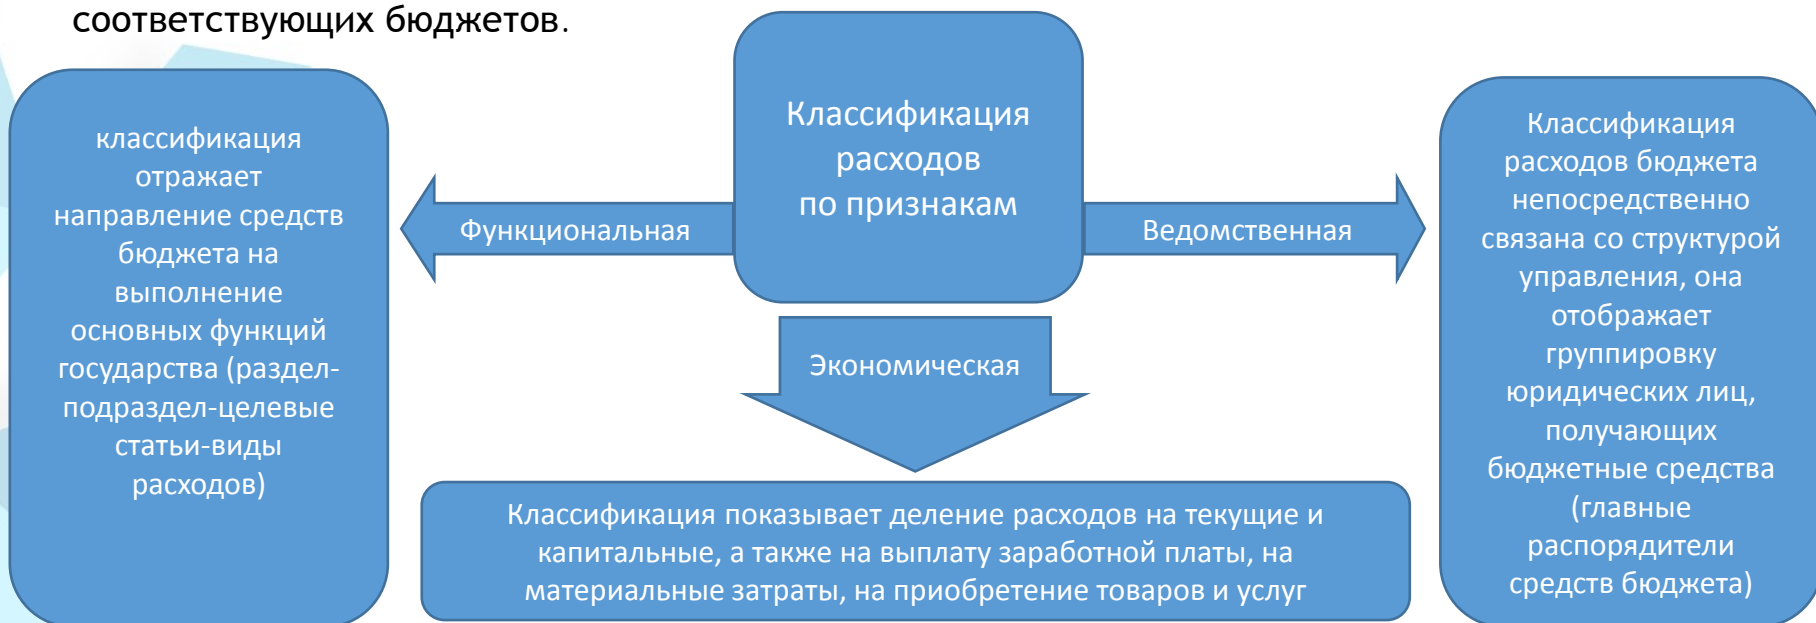 соответствующих бюджетов.
Классификация
расходов
по признакам
Функциональная
Ведомственная
Экономическая
классификация
отражает
направление средств
бюджета на
выполнение
основных функций
государства (раздел-
подраздел-целевые
статьи-виды
расходов)
Классификация показывает деление расходов на текущие и
капитальные, а также на выплату заработной платы, на
материальные затраты, на приобретение товаров и услуг
Классификация
расходов бюджета
непосредственно
связана со структурой
управления, она
отображает
группировку
юридических лиц,
получающих
бюджетные средства
(главные
распорядители
средств бюджета)